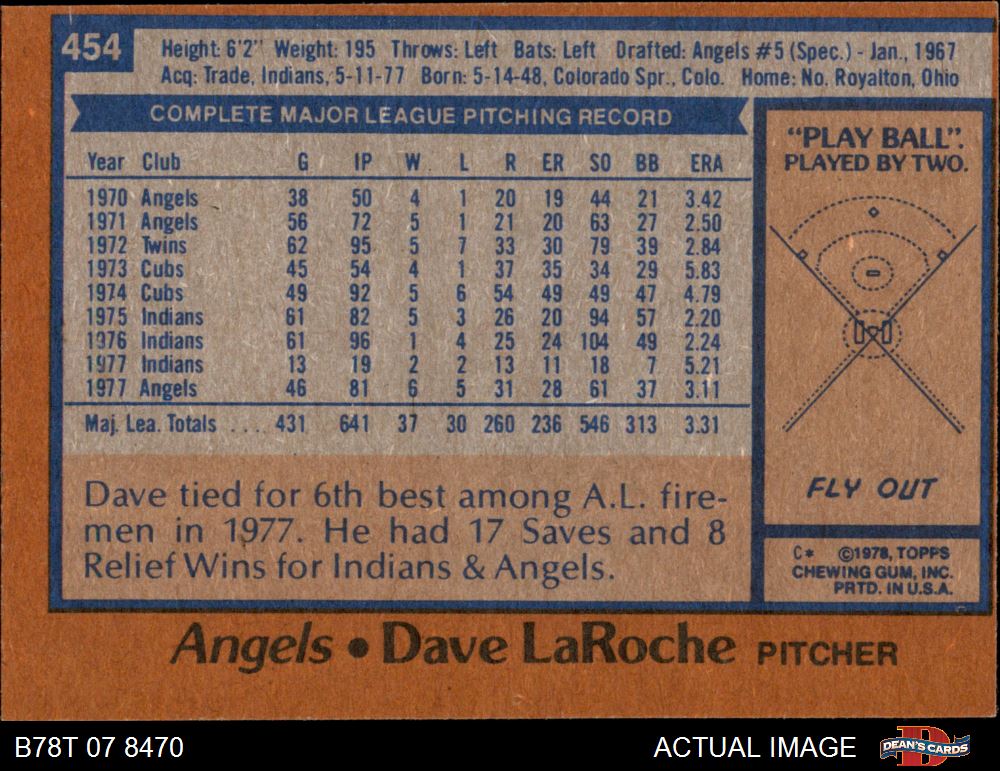 454
Height: 6'2" Weight: 195 Throws: Left Bats: Left Drafted: Angels #5 (Spec.) - Jan., 1967
Acq: Trade, Indians, 5-11-77 Born: 5-14-48, Colorado Spr., Colo. Home: No. Royalton, Ohio
COMPLETE MAJOR LEAGUE PITCHING RECORD
Year Club G IP W L R ER SO BB ERA
1970 Angels 38 50 4 1 20 19 44 21 3.42
1971 Angels 56 72 5 1 21 20 63 27 2.50
1972 Twins 62 95 5 7 33 30 79 39 2.84
1973 Cubs 45 54 4 1 37 35 34 29 5.83
1974 Cubs 49 92 5 6 54 49 49 47 4.79
1975 Indians 61 82 5 3 26 20 94 57 2.20
1976 Indians 61 96 1 4 25 24 104 49 2.24
1977 Indians 13 19 2 2 13 11 18 7 5.21
1977 Angels 46 81 6 5 31 28 61 37 3.11
Maj. Lea. Totals .... 431 641 37 30 260 236 546 313 3.31
Dave tied for 6th best among A.L. fire-
men in 1977. He had 17 Saves and 8
Relief Wins for Indians & Angels.
"PLAY BALL".
PLAYED BY TWO.
FLY OUT
C* ©1978, TOPPS
CHEWING GUM, INC.
PRTD. IN U.S.A.
Angels • Dave LaRoche PITCHER
B78T 07 8470 ACTUAL IMAGE DEAN'S CARDS